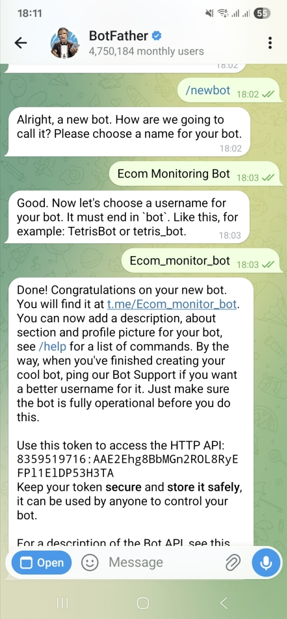 18:11
55
BotFather
4,750,184 monthly users
18:02
/newbot 18:02
Alright, a new bot. How are we going to
call it? Please choose a name for your bot.
18:02
Ecom Monitoring Bot 18:03
Good. Now let's choose a username for
your bot. It must end in `bot`. Like this, for
example: TetrisBot or tetris_bot.
18:03
Ecom_monitor_bot 18:03
Done! Congratulations on your new bot.
You will find it at t.me/Ecom_monitor_bot.
You can now add a description, about
section and profile picture for your bot,
see /help for a list of commands. By the
way, when you've finished creating your
cool bot, ping our Bot Support if you want
a better username for it. Just make sure
the bot is fully operational before you do
this.
Use this token to access the HTTP API:
8359519716:AAE2Ehg8BbMGn2ROL8RyE
FPl1ElDP53H3TA
Keep your token secure and store it safely,
it can be used by anyone to control your
bot.
For a description of the Bot API, see this
Open
Message